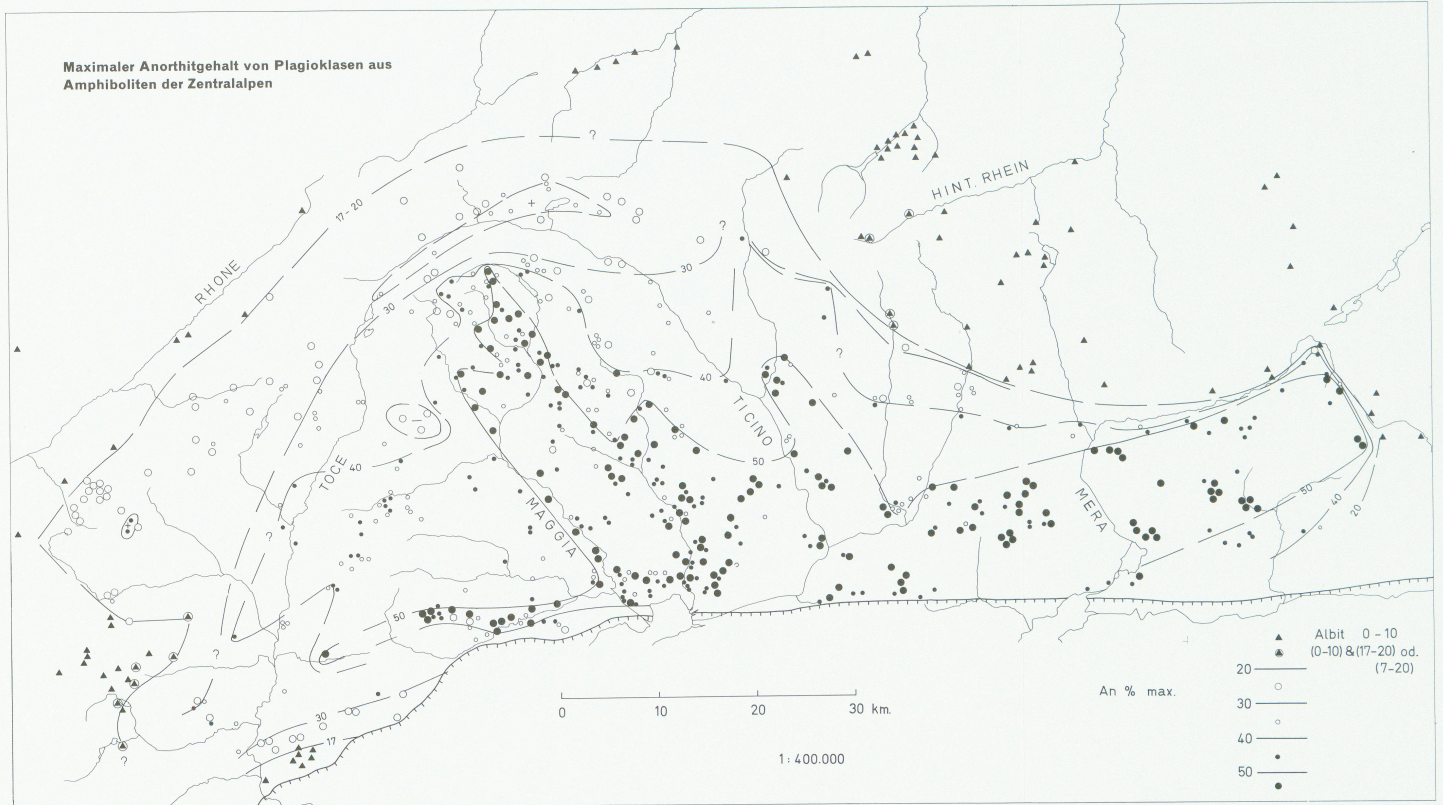 Maximaler Anorthitgehalt von Plagioklasen aus
Amphiboliten der Zentralalpen
?
HINT. RHEIN
17-20
+
?
30
RHONE
30
?
40
TICINO
50
40
TOCE
MAGGIA
MERA
50
40
20
+
?
50
?
30
17
?
An % max.
Albit 0 - 10
(0-10) & (17-20) od.
(7-20)
20
30
40
50
0 10 20 30 km.
1: 400.000